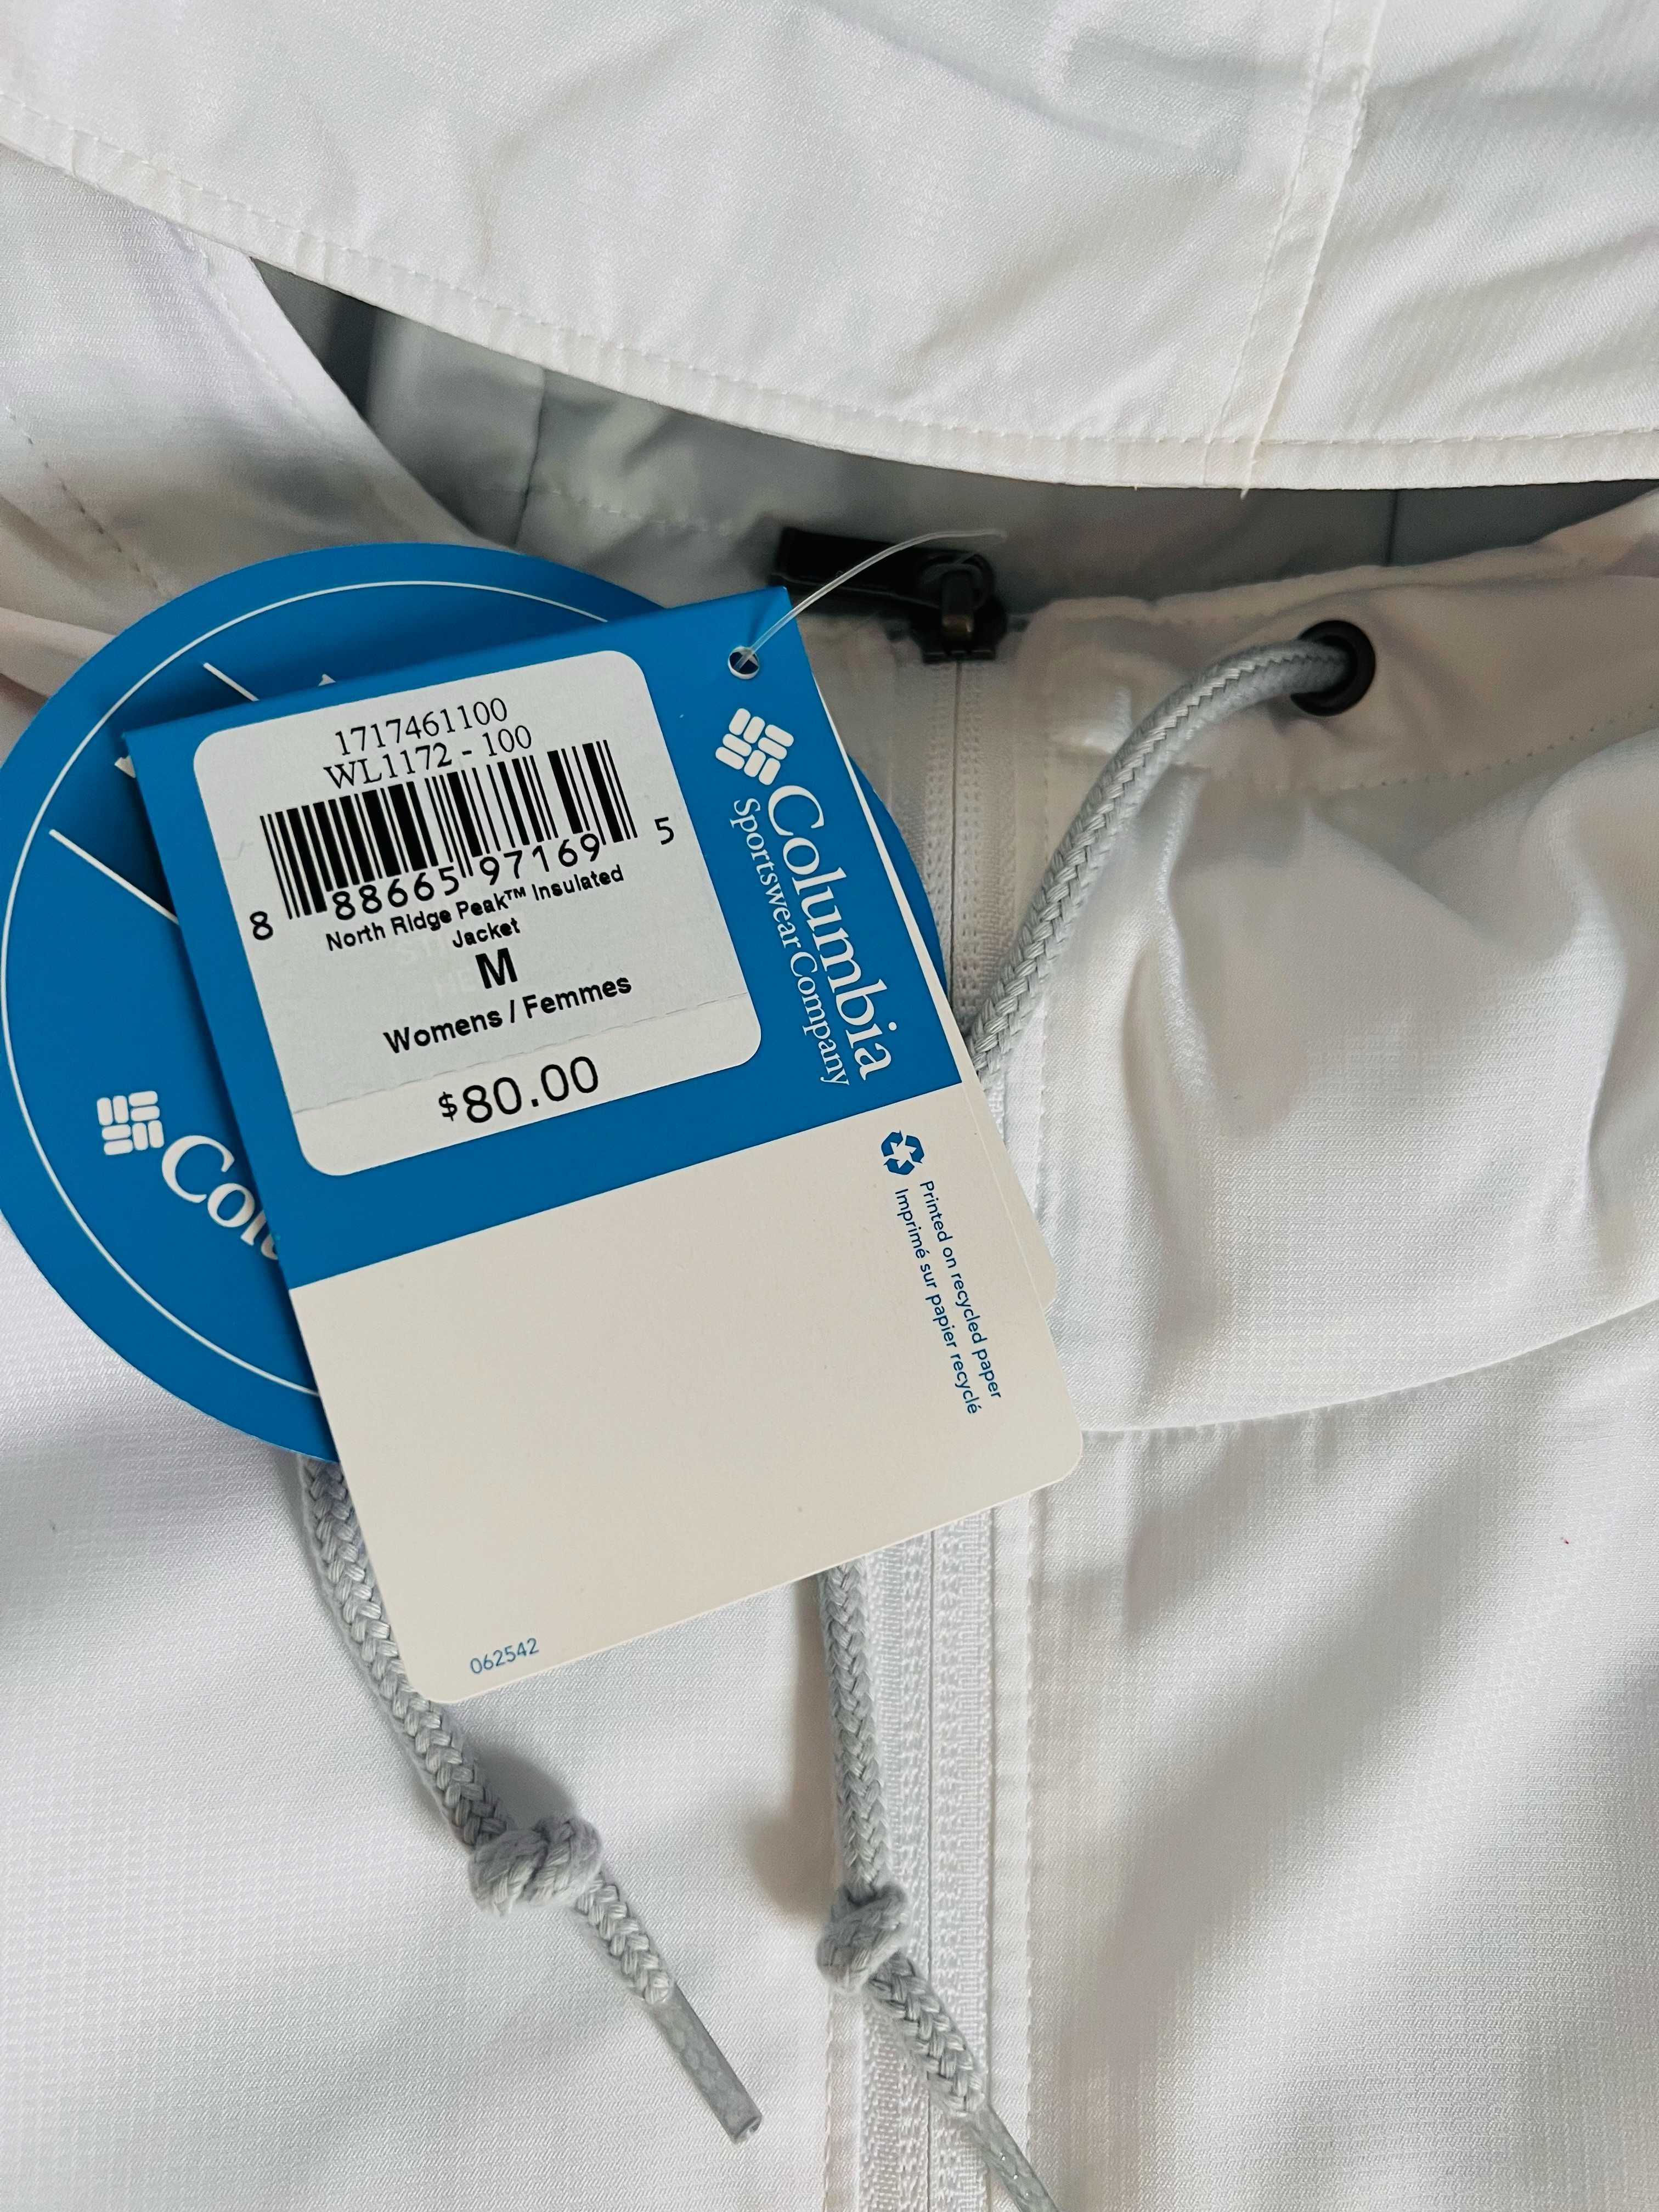 1717461100
WL1172 - 100
8 88665 97169 5
North Ridge Peak™ Insulated
Jacket
M
Womens / Femmes
$80.00
Columbia
Sportswear Company
Printed on recycled paper
Imprimé sur papier recyclé
062542